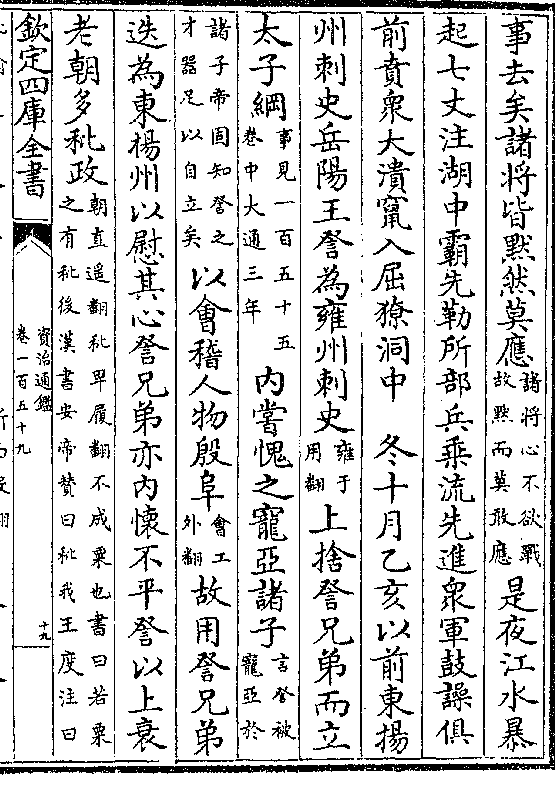 事去矣諸將皆黙然莫應諸將心不欲戰故黙而莫敢應是夜江水暴
起七丈注湖中霸先勒所部兵乗流先進衆軍鼓譟俱
前賁衆大潰竄入屈獠洞中　冬十月乙亥以前東揚
州刺史岳陽王詧為雍州刺史雍于用翻上捨詧兄弟而立
太子綱事見一百五十五卷中大通三年内嘗愧之寵亞諸子言詧被寵亞於
諸子帝固知詧之才器足以自立矣以會稽人物殷阜會工外翻故用詧兄弟
迭為東揚州以慰其心詧兄弟亦内懷不平詧以上衰
老朝多秕政朝直遥翻秕卑履翻不成粟也書曰若粟之有秕後漢書安帝贊曰秕我王度注曰
欽定四庫全書
資治通鑑
卷一百五十九
十九